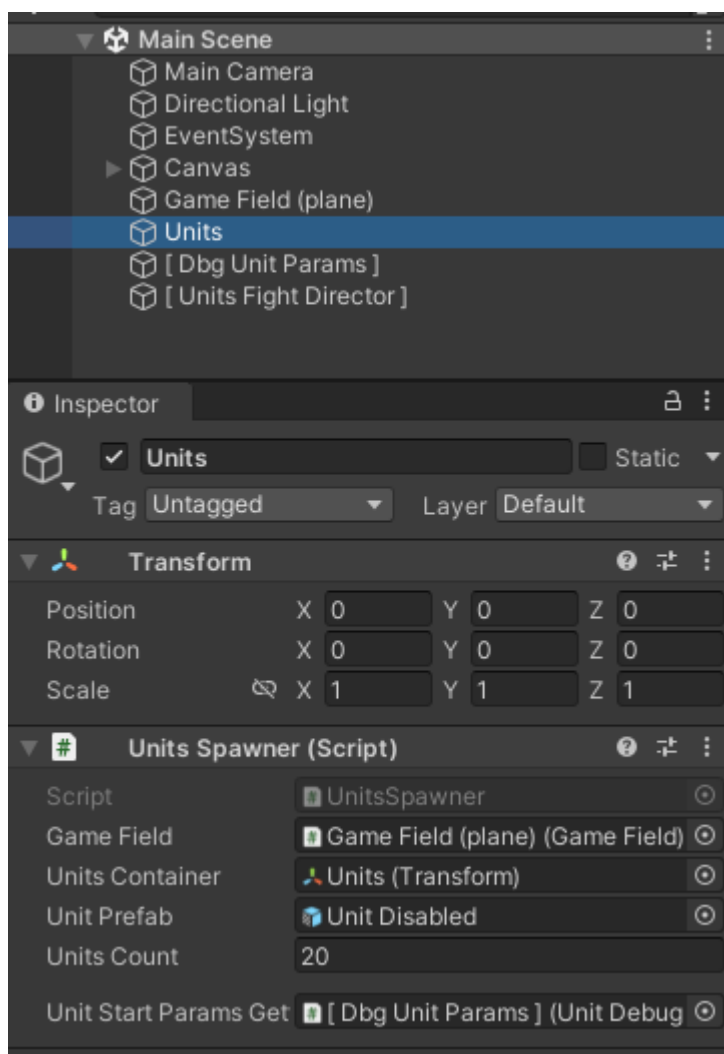 Main Scene
Main Camera
Directional Light
EventSystem
Canvas
Game Field (plane)
Units
[ Dbg Unit Params ]
[ Units Fight Director ]
Inspector
Units Static
Tag Untagged Layer Default
Transform
Position X 0 Y 0 Z 0
Rotation X 0 Y 0 Z 0
Scale X 1 Y 1 Z 1
# Units Spawner (Script)
Script # UnitsSpawner
Game Field # Game Field (plane) (Game Field)
Units Container Units (Transform)
Unit Prefab Unit Disabled
Units Count 20
Unit Start Params Get # [ Dbg Unit Params ] (Unit Debug